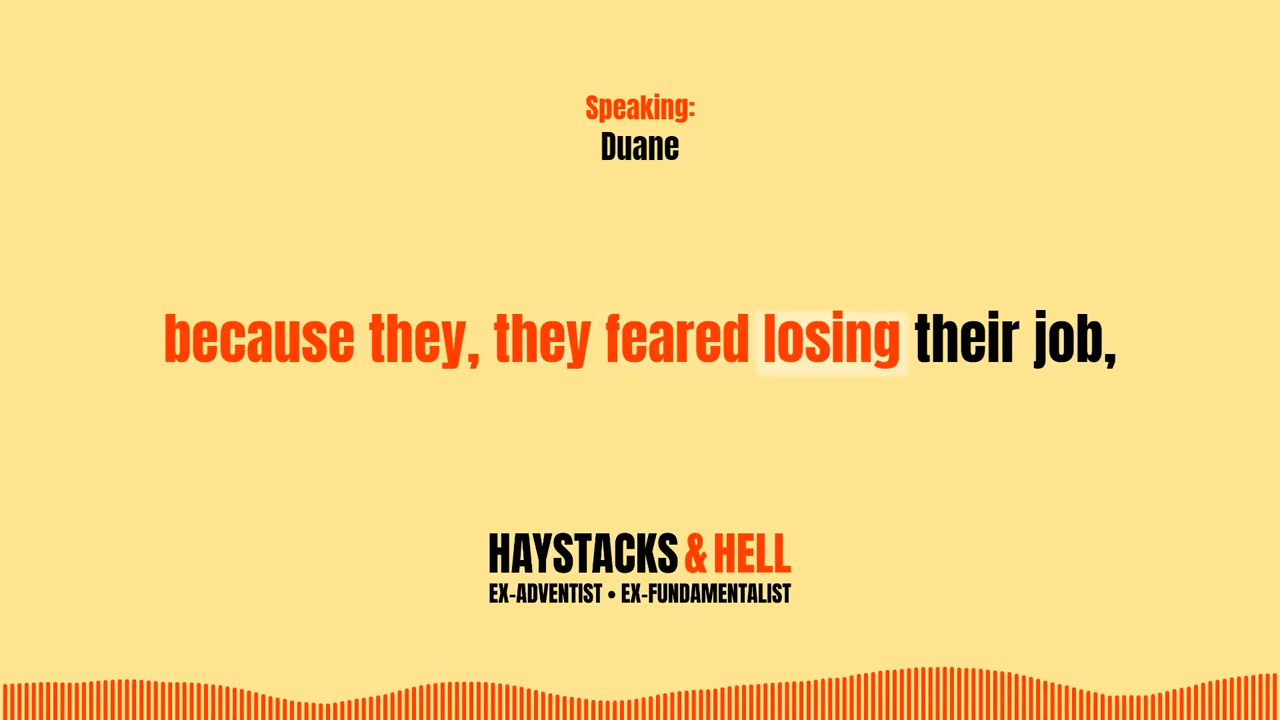 Speaking:
Duane
because they, they feared losing their job,
HAYSTACKS & HELL
EX-ADVENTIST • EX-FUNDAMENTALIST